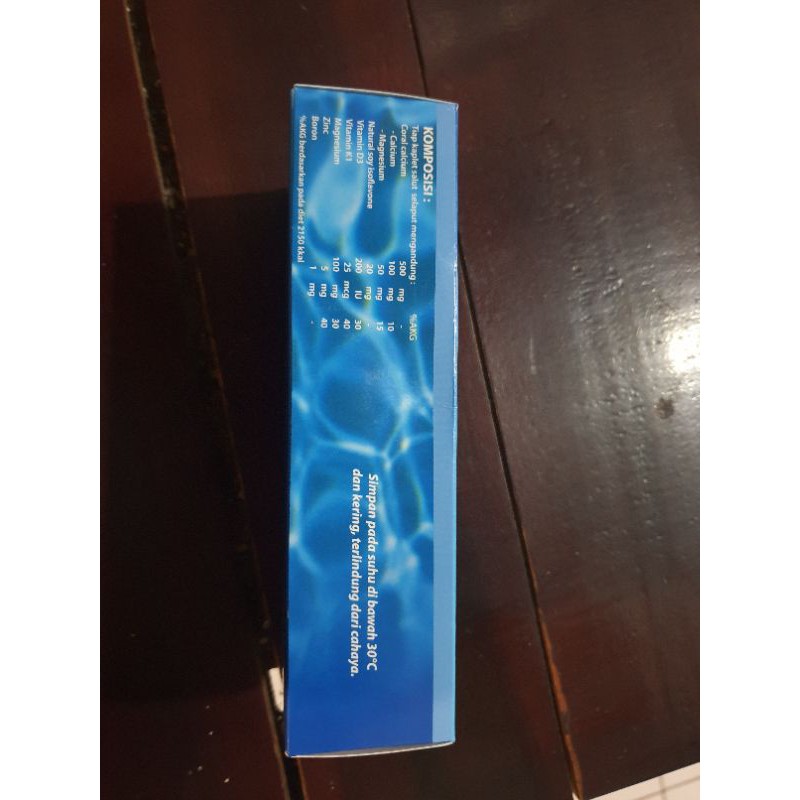 KOMPOSISI :
Tiap kaplet salut selaput mengandung : %AKG
Coral calcium 500 mg -
- Calcium 100 mg 10
- Magnesium 50 mg 15
Natural soy isoflavone 20 mg -
Vitamin D3 200 IU 30
Vitamin K1 25 mcg 40
Magnesium 100 mg 30
Zinc 5 mg 40
Boron 1 mg -
%AKG berdasarkan pada diet 2150 kkal
Simpan pada suhu di bawah 30°C
dan kering, terlindung dari cahaya.